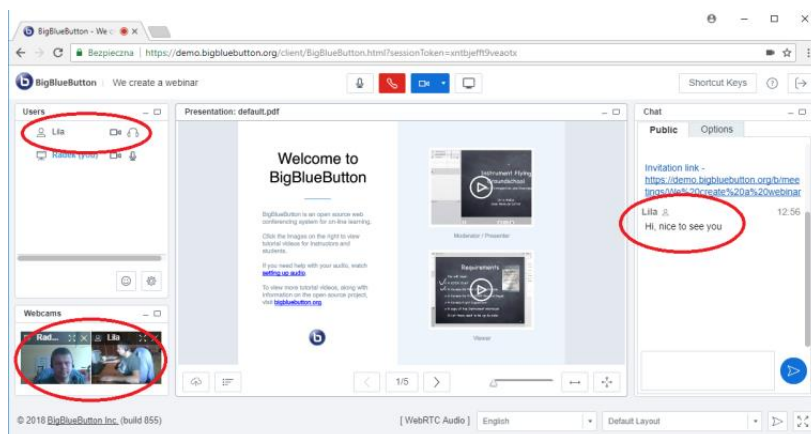 BigBlueButton - We c
Bezpieczna | https://demo.bigbluebutton.org/client/BigBlueButton.html?sessionToken=xntbjefft9veaotx
BigBlueButton We create a webinar
Shortcut Keys
Users
Lila
Radek (you)
Presentation: default.pdf
Welcome to
BigBlueButton
BigBlueButton is an open source web
conferencing system for on-line learning.
Click the images on the right to view
tutorial videos for instructors and
students.
If you need help with your audio, watch
setting up audio.
To view more tutorial videos, along with
information on the open source project,
visit bigbluebutton.org.
Instrument Flying
Groundschool
Moderator / Presenter
Requirements
Viewer
1/5
Chat
Public Options
Invitation link -
https://demo.bigbluebutton.org/b/mee
tings/We%20create%20a%20webinar
Lila 12:56
Hi, nice to see you
Webcams
Rad... Lila
© 2018 BigBlueButton Inc. (build 855)
[ WebRTC Audio ] English Default Layout